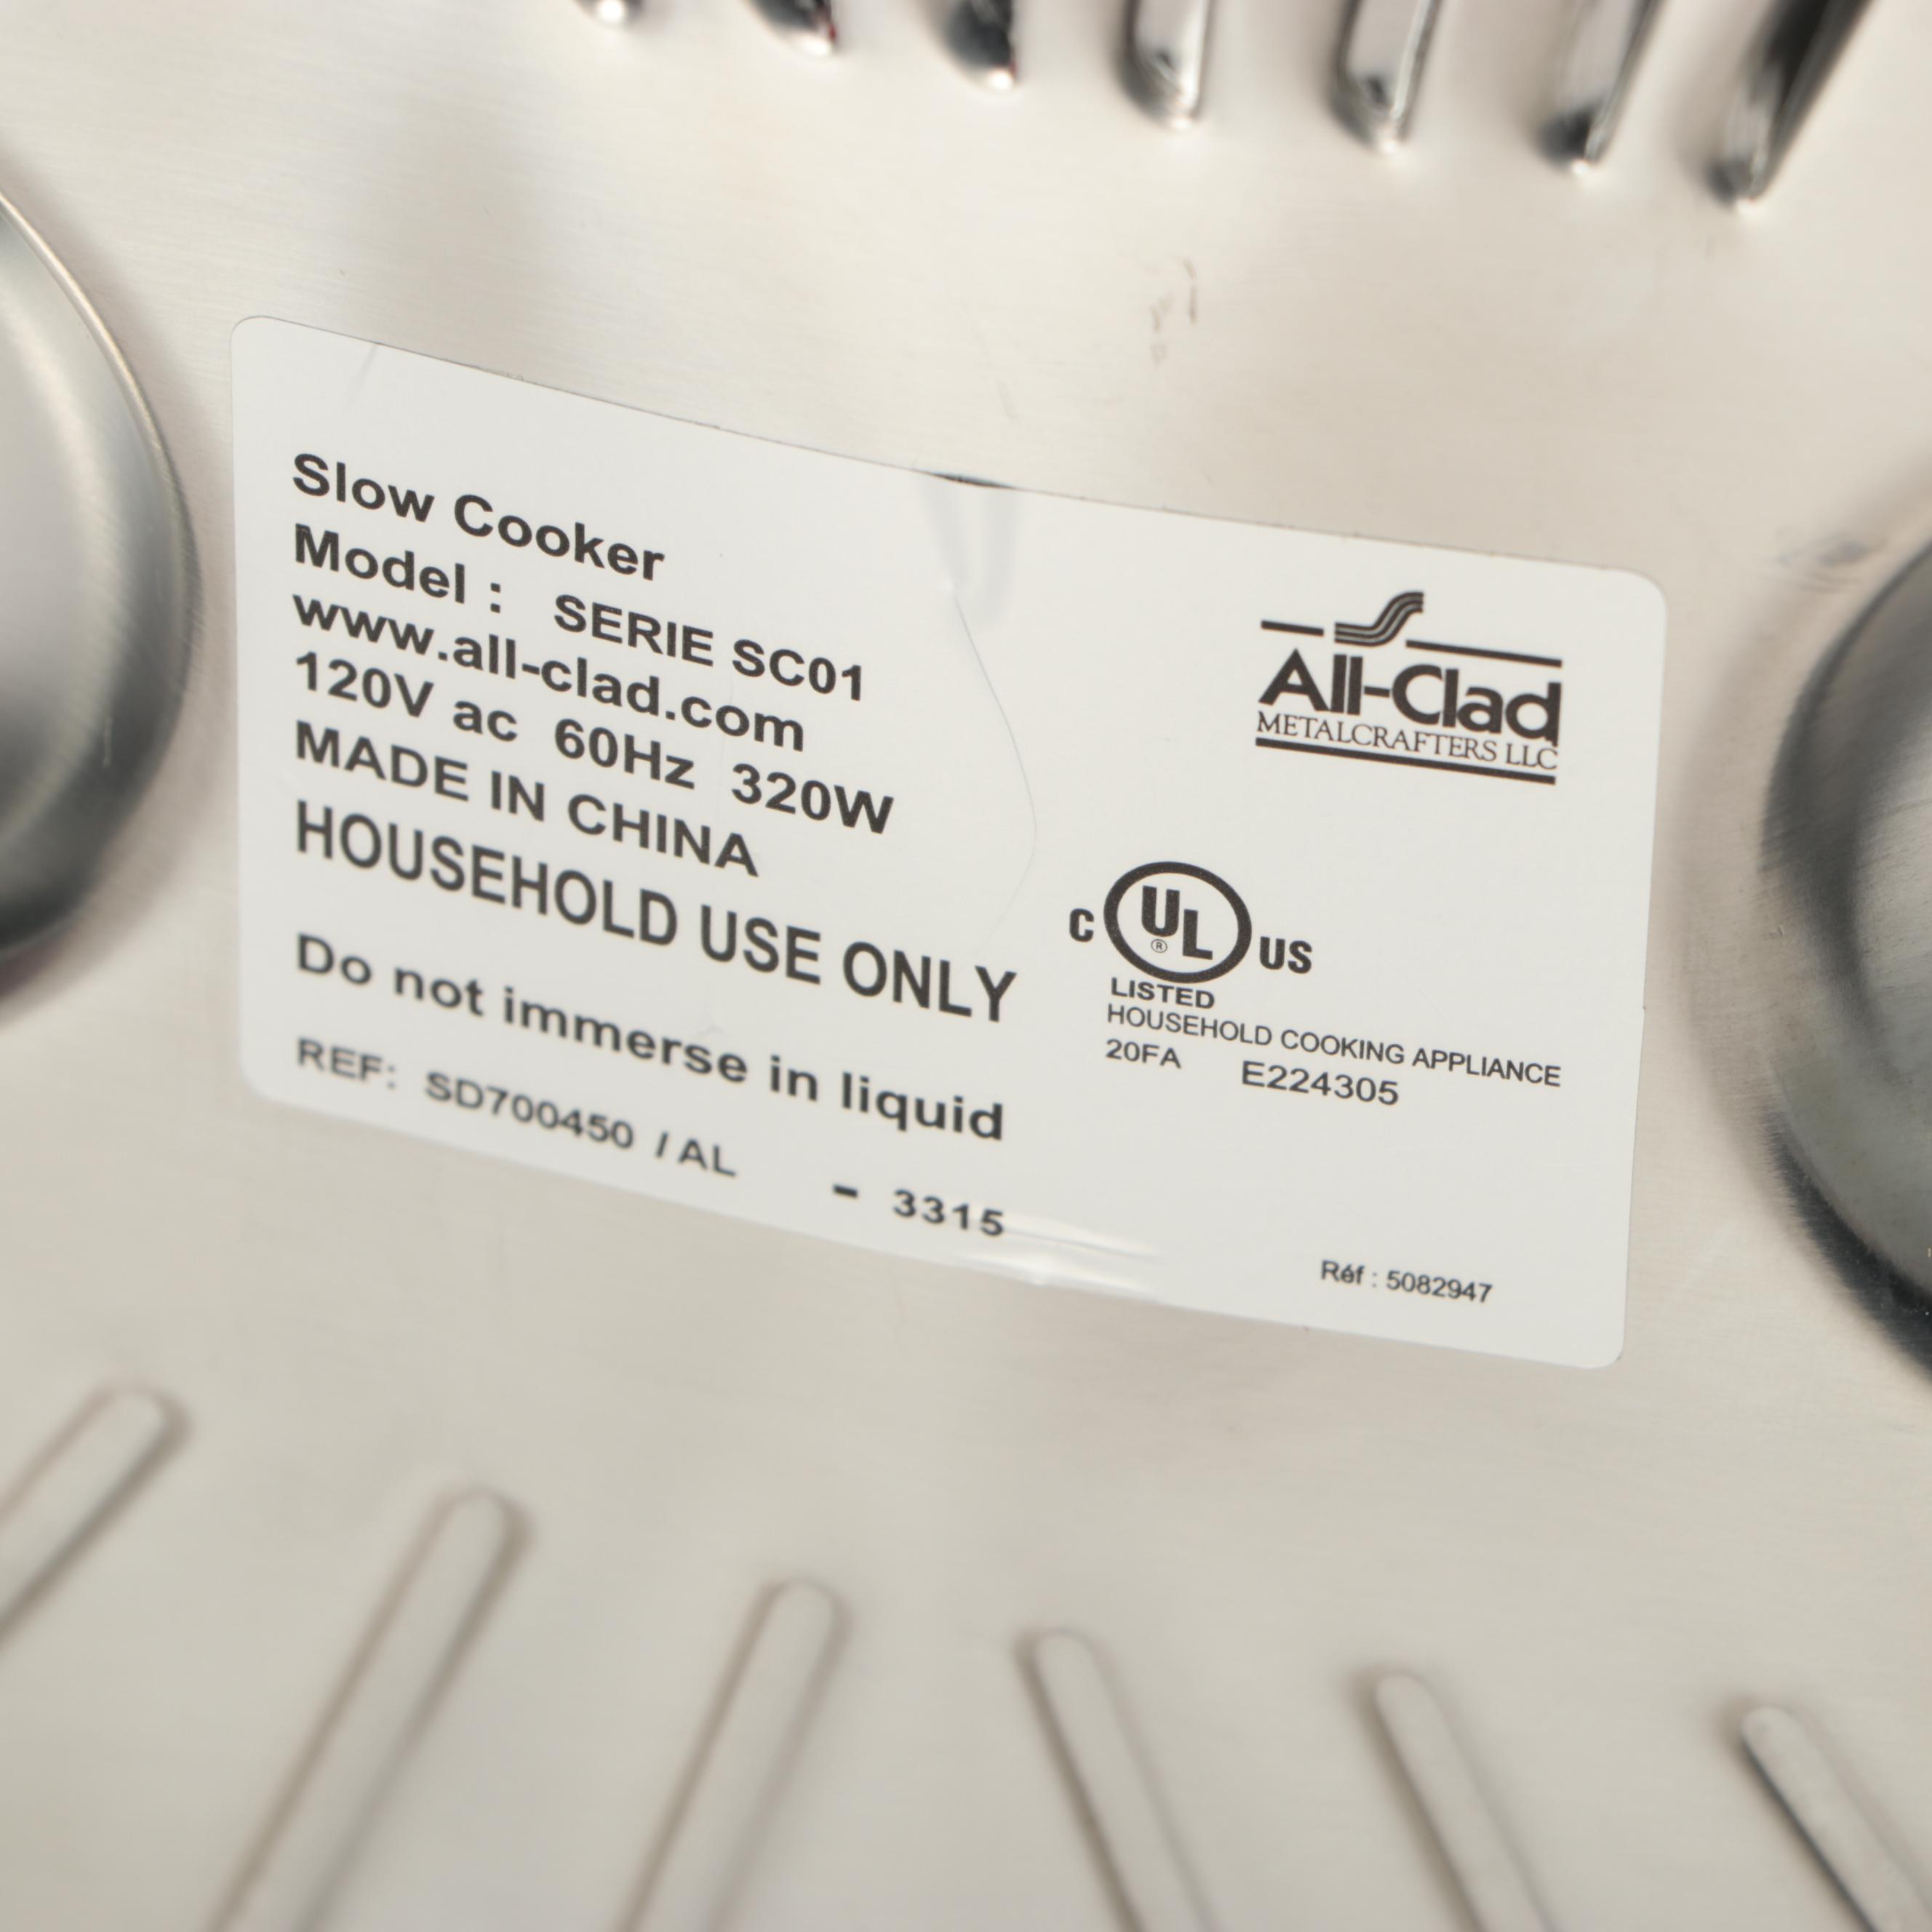 Slow Cooker
Model : SERIE SC01
www.all-clad.com
120V ac 60Hz 320W
MADE IN CHINA
HOUSEHOLD USE ONLY
Do not immerse in liquid
REF: SD700450 / AL - 3315
All-Clad
METALCRAFTERS LLC
C UL® US
LISTED
HOUSEHOLD COOKING APPLIANCE
20FA E224305
Réf : 5082947